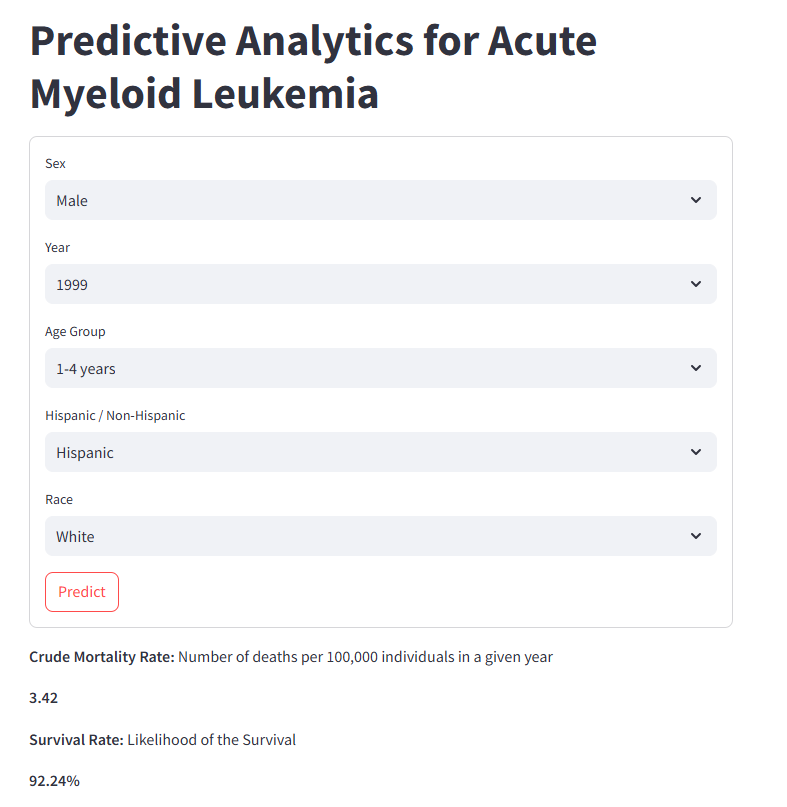 Predictive Analytics for Acute
Myeloid Leukemia
Sex
Male
Year
1999
Age Group
1-4 years
Hispanic / Non-Hispanic
Hispanic
Race
White
Predict
Crude Mortality Rate: Number of deaths per 100,000 individuals in a given year
3.42
Survival Rate: Likelihood of the Survival
92.24%